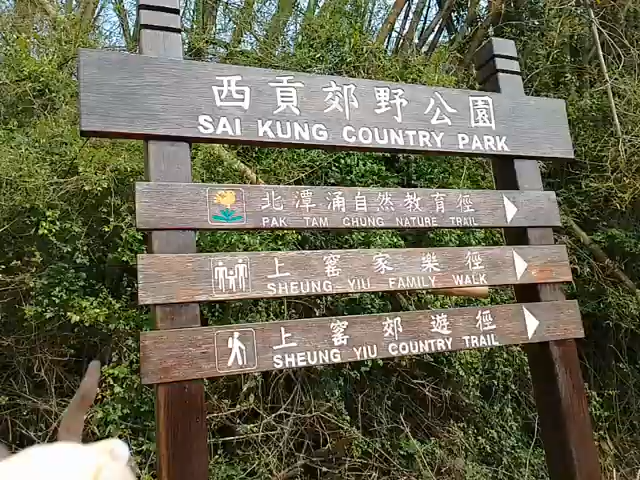 西貢郊野公園
SAI KUNG COUNTRY PARK
北潭涌自然教育徑
PAK TAM CHUNG NATURE TRAIL
上窰家樂徑
SHEUNG YIU FAMILY WALK
上窰郊遊徑
SHEUNG YIU COUNTRY TRAIL